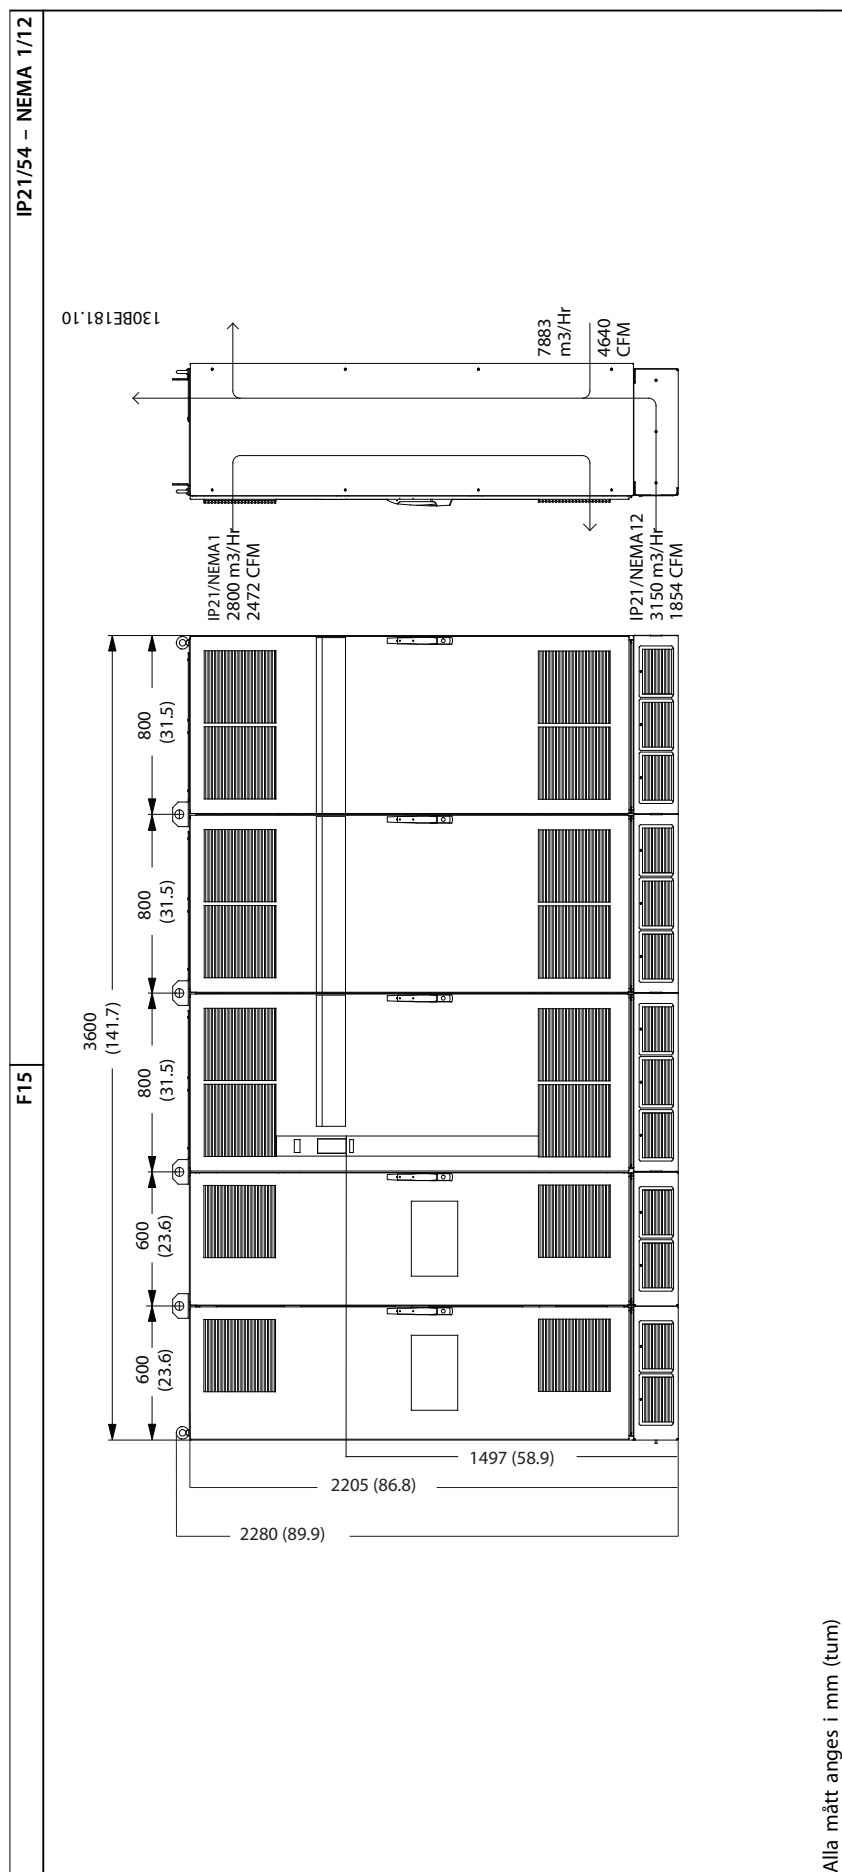 F15
IP21/54 – NEMA 1/12
3600
(141.7)
600
(23.6)
600
(23.6)
800
(31.5)
800
(31.5)
800
(31.5)
130BE181.10
IP21/NEMA1
2800 m3/Hr
2472 CFM
7883
m3/Hr
4640
CFM
IP21/NEMA12
3150 m3/Hr
1854 CFM
1497 (58.9)
2205 (86.8)
2280 (89.9)
Alla mått anges i mm (tum)